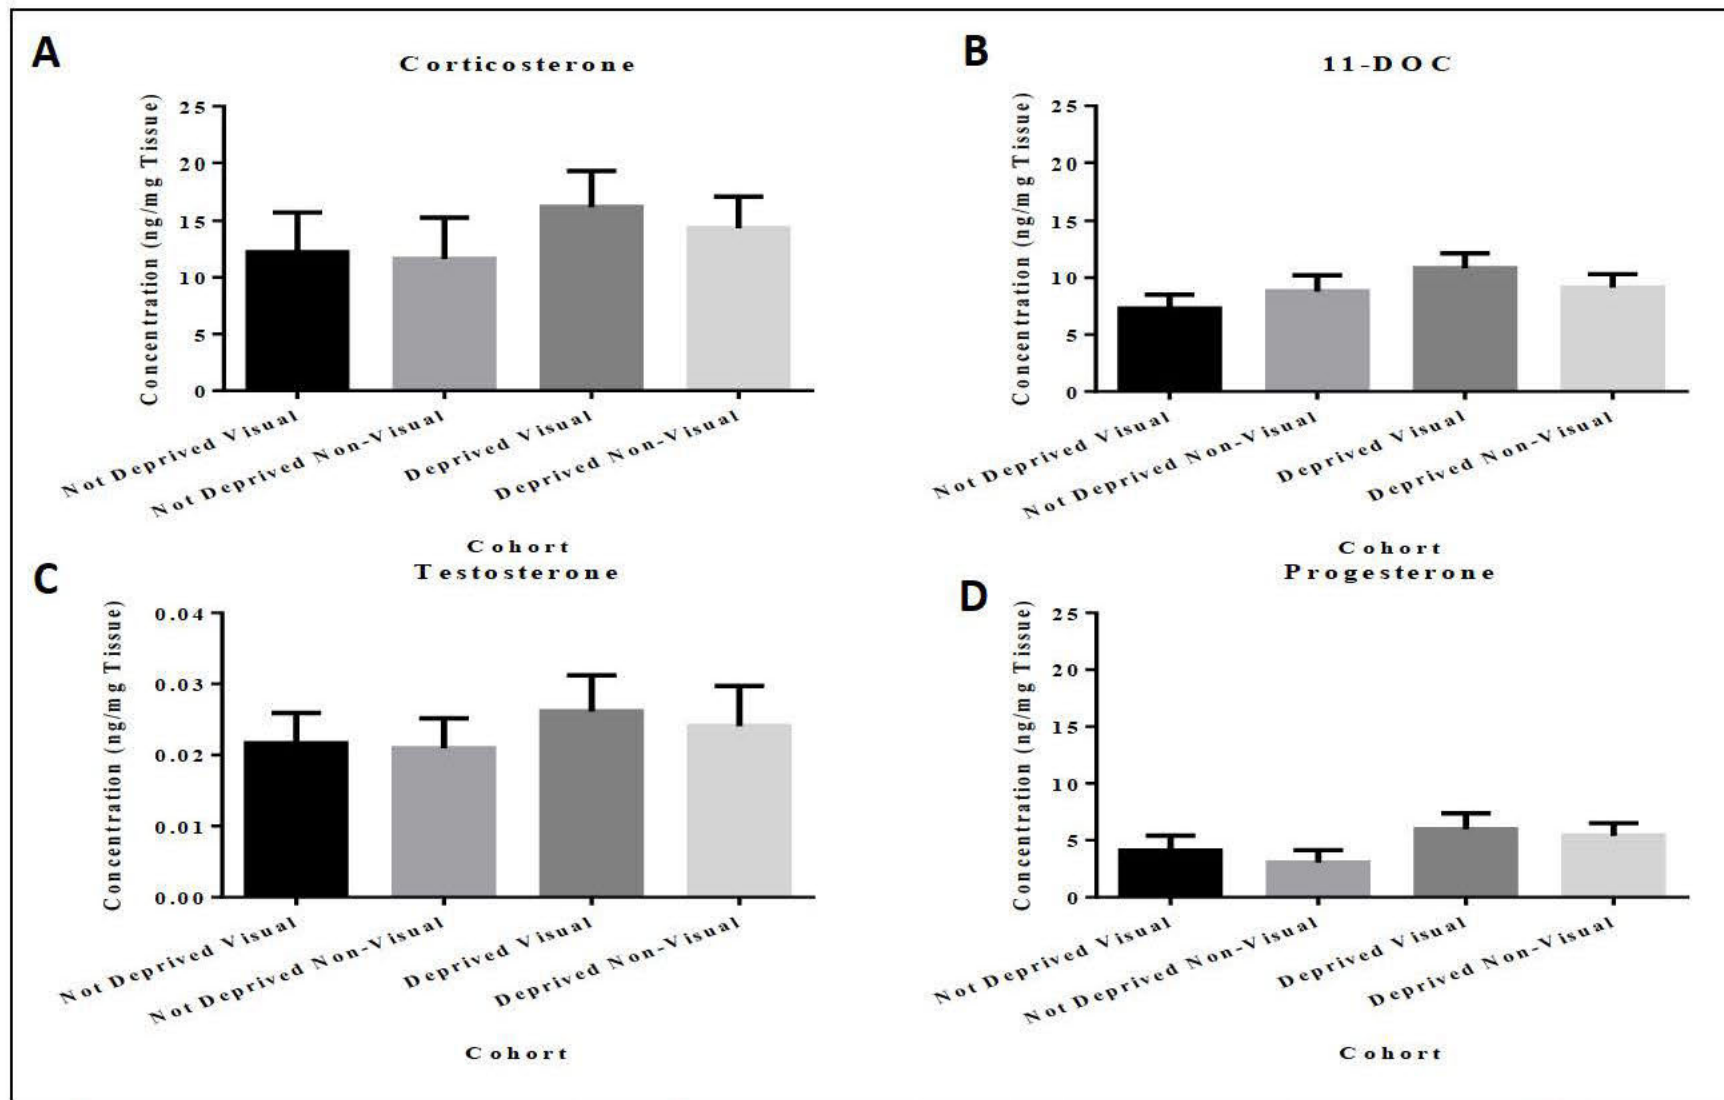 A
Corticosterone
Concentration (ng/mg Tissue)
25
20
15
10
5
0
Not Deprived Visual
Not Deprived Non-Visual
Deprived Visual
Deprived Non-Visual
Cohort
B
11-DOC
Concentration (ng/mg Tissue)
25
20
15
10
5
0
Not Deprived Visual
Not Deprived Non-Visual
Deprived Visual
Deprived Non-Visual
Cohort
C
Testosterone
Concentration (ng/mg Tissue)
0.04
0.03
0.02
0.01
0.00
Not Deprived Visual
Not Deprived Non-Visual
Deprived Visual
Deprived Non-Visual
Cohort
D
Progesterone
Concentration (ng/mg Tissue)
25
20
15
10
5
0
Not Deprived Visual
Not Deprived Non-Visual
Deprived Visual
Deprived Non-Visual
Cohort